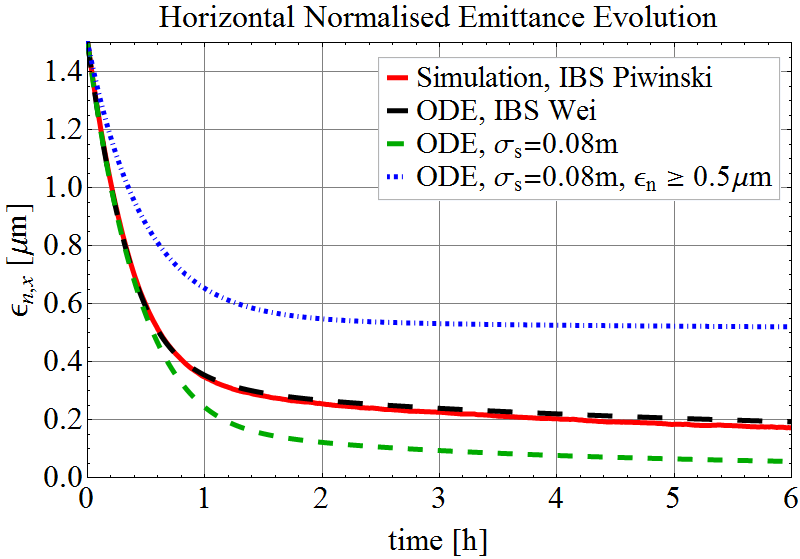 Horizontal Normalised Emittance Evolution
Simulation, IBS Piwinski
ODE, IBS Wei
ODE, σs=0.08m
ODE, σs=0.08m, ϵn ≥ 0.5μm
ϵn,x [μm]
1.4
1.2
1.0
0.8
0.6
0.4
0.2
0.0
0 1 2 3 4 5 6
time [h]